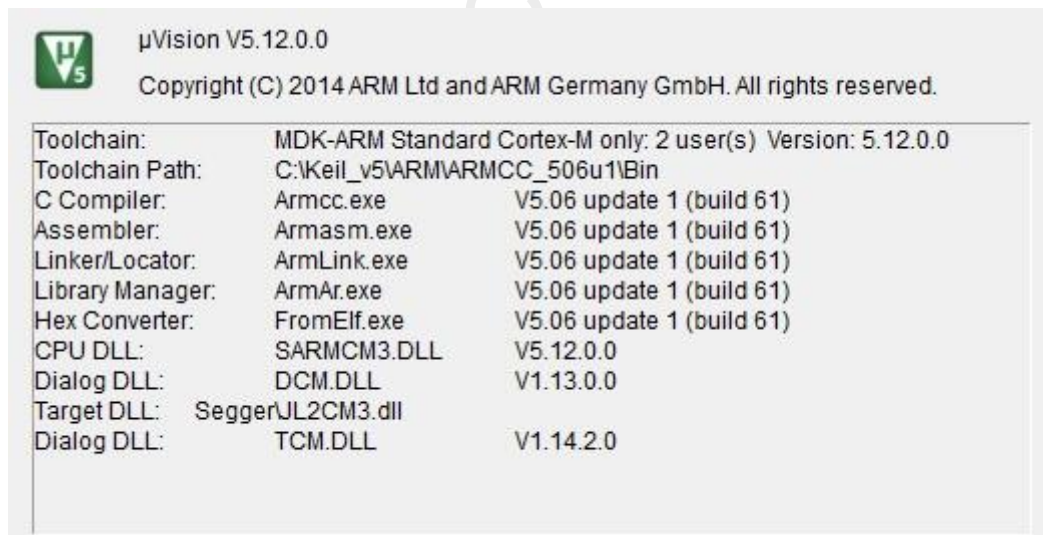 µ
V5
µVision V5.12.0.0
Copyright (C) 2014 ARM Ltd and ARM Germany GmbH. All rights reserved.
Toolchain: MDK-ARM Standard Cortex-M only: 2 user(s) Version: 5.12.0.0
Toolchain Path: C:\Keil_v5\ARM\ARMCC_506u1\Bin
C Compiler: Armcc.exe V5.06 update 1 (build 61)
Assembler: Armasm.exe V5.06 update 1 (build 61)
Linker/Locator: ArmLink.exe V5.06 update 1 (build 61)
Library Manager: ArmAr.exe V5.06 update 1 (build 61)
Hex Converter: FromElf.exe V5.06 update 1 (build 61)
CPU DLL: SARMCM3.DLL V5.12.0.0
Dialog DLL: DCM.DLL V1.13.0.0
Target DLL: Segger\JL2CM3.dll
Dialog DLL: TCM.DLL V1.14.2.0